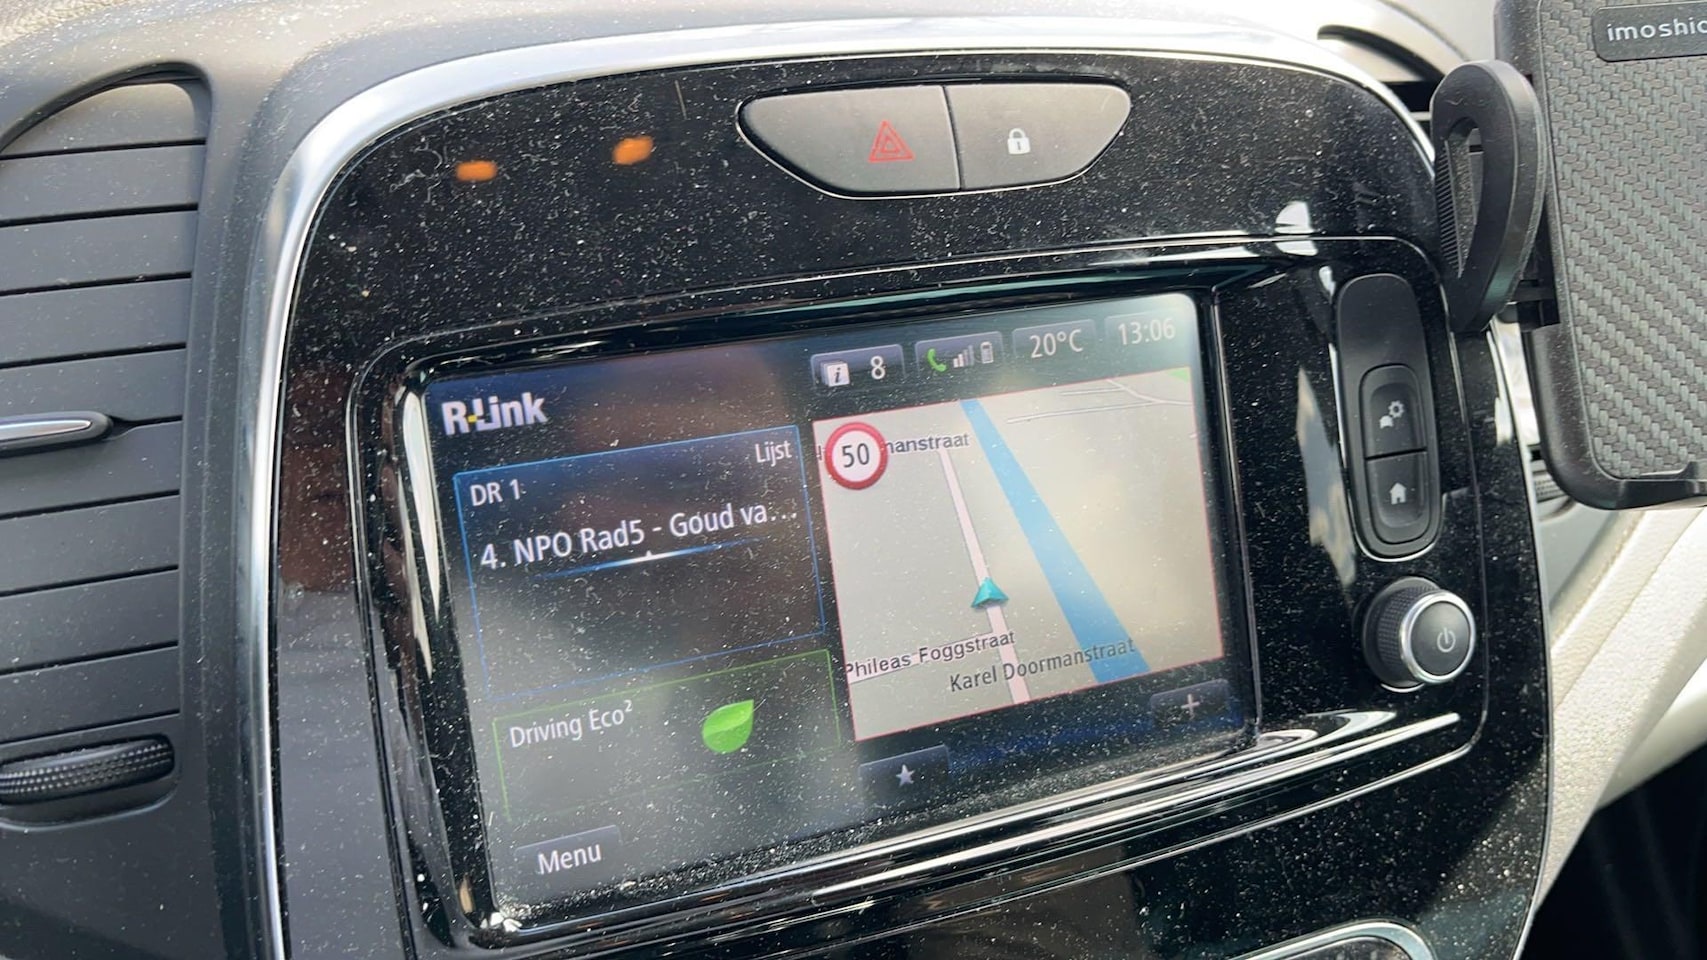 imoshi
8
20°C
13:06
R-Link
Lijst
DR 1
4. NPO Rad5 - Goud va...
50
manstraat
Phileas Foggstraat
Karel Doormanstraat
Driving Eco²
Menu